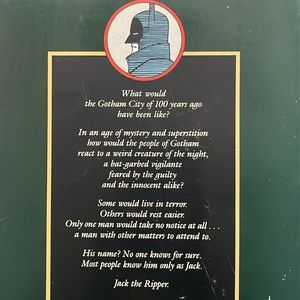 What would
the Gotham City of 100 years ago
have been like?
In an age of mystery and superstition
how would the people of Gotham
react to a weird creature of the night,
a bat-garbed vigilante
feared by the guilty
and the innocent alike?
Some would live in terror.
Others would rest easier.
Only one man would take no notice at all . . .
a man with other matters to attend to.
His name? No one knows for sure.
Most people know him only as Jack.
Jack the Ripper.